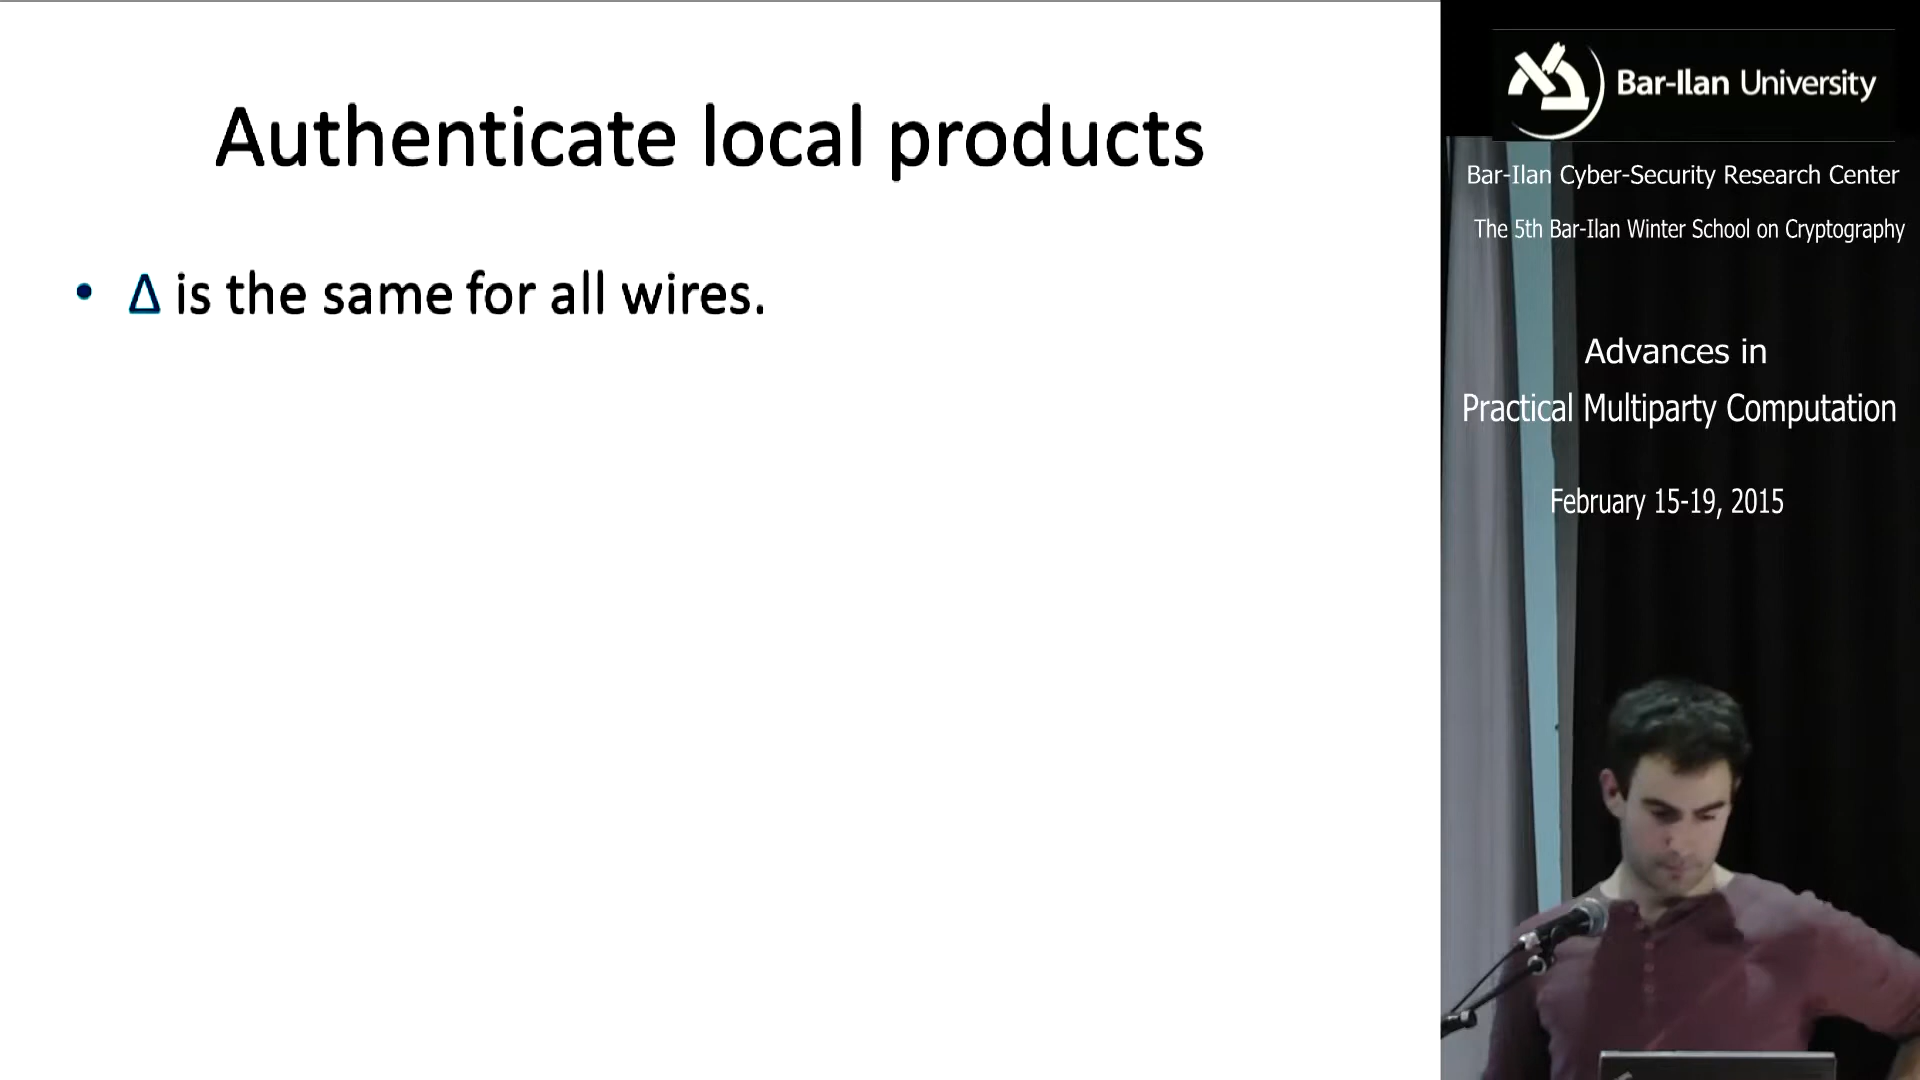 Authenticate local products
• Δ is the same for all wires.
Bar-Ilan University
Bar-Ilan Cyber-Security Research Center
The 5th Bar-Ilan Winter School on Cryptography
Advances in
Practical Multiparty Computation
February 15-19, 2015